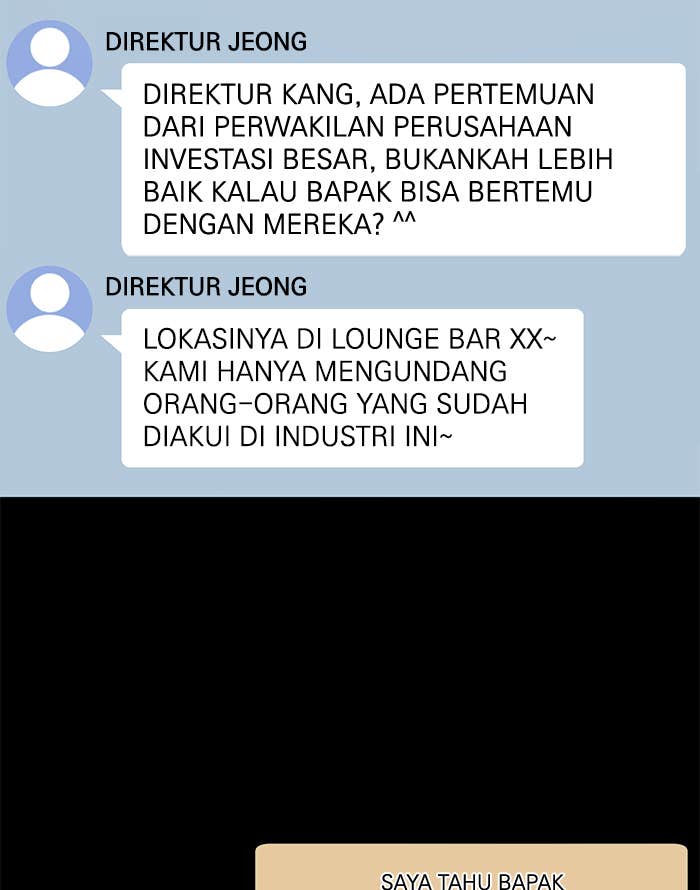 DIREKTUR JEONG
DIREKTUR KANG, ADA PERTEMUAN
DARI PERWAKILAN PERUSAHAAN
INVESTASI BESAR, BUKANKAH LEBIH
BAIK KALAU BAPAK BISA BERTEMU
DENGAN MEREKA? ^^
DIREKTUR JEONG
LOKASINYA DI LOUNGE BAR XX~
KAMI HANYA MENGUNDANG
ORANG-ORANG YANG SUDAH
DIAKUI DI INDUSTRI INI~
SAYA TAHU BAPAK